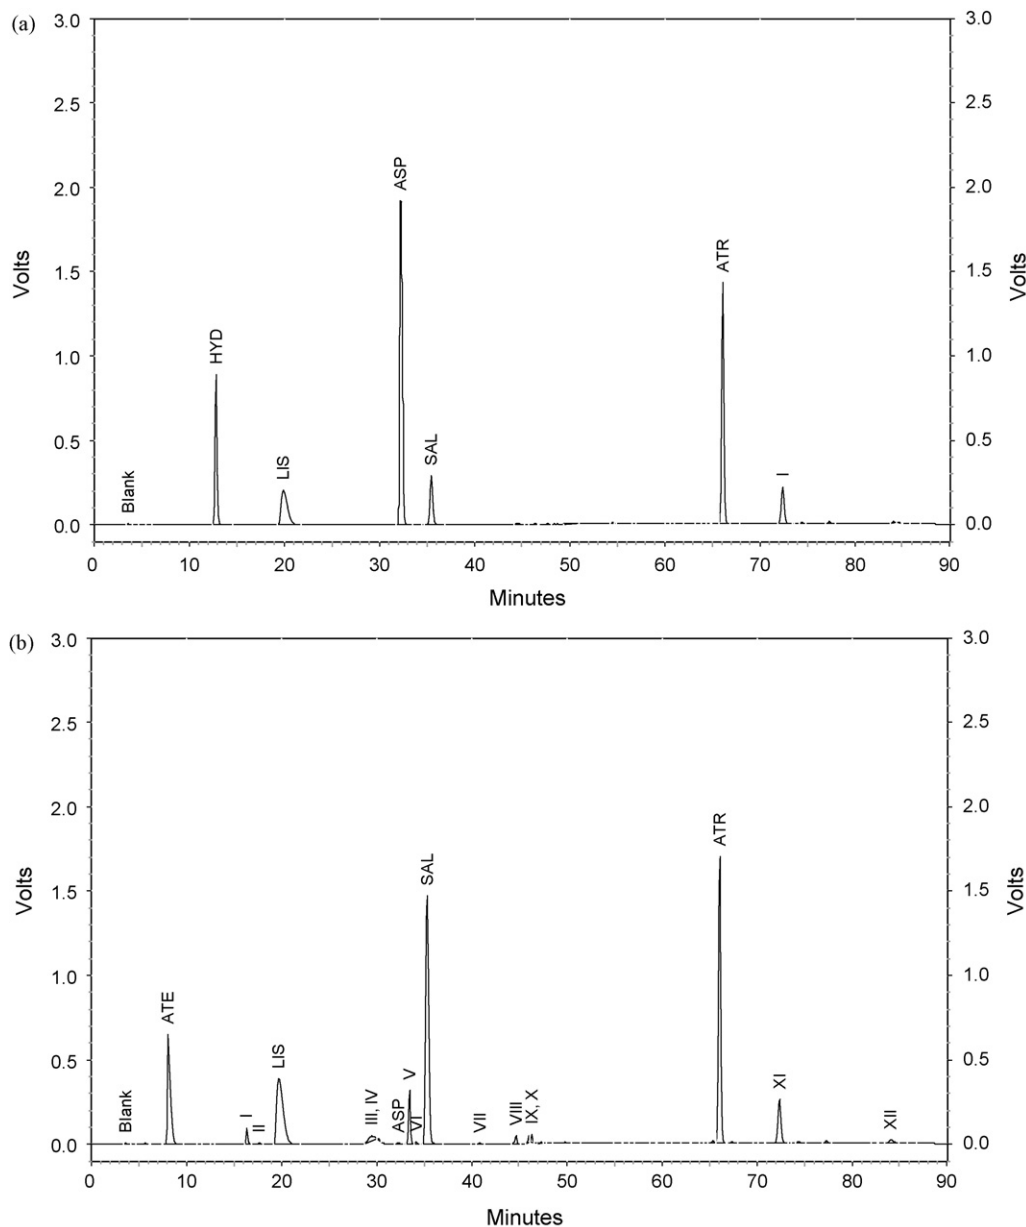 (a)
3.0 3.0
2.5 2.5
ASP
2.0 2.0
Volts Volts
ATR
1.5 1.5
HYD
1.0 1.0
SAL
LIS I
0.5 0.5
Blank
0.0 0.0
0 10 20 30 40 50 60 70 80 90
Minutes
(b)
3.0 3.0
2.5 2.5
2.0 2.0
ATR
SAL
Volts Volts
1.5 1.5
1.0 1.0
ATE
LIS V XI
0.5 0.5
Blank I II III, IV ASP VI VII VIII IX, X XII
0.0 0.0
0 10 20 30 40 50 60 70 80 90
Minutes